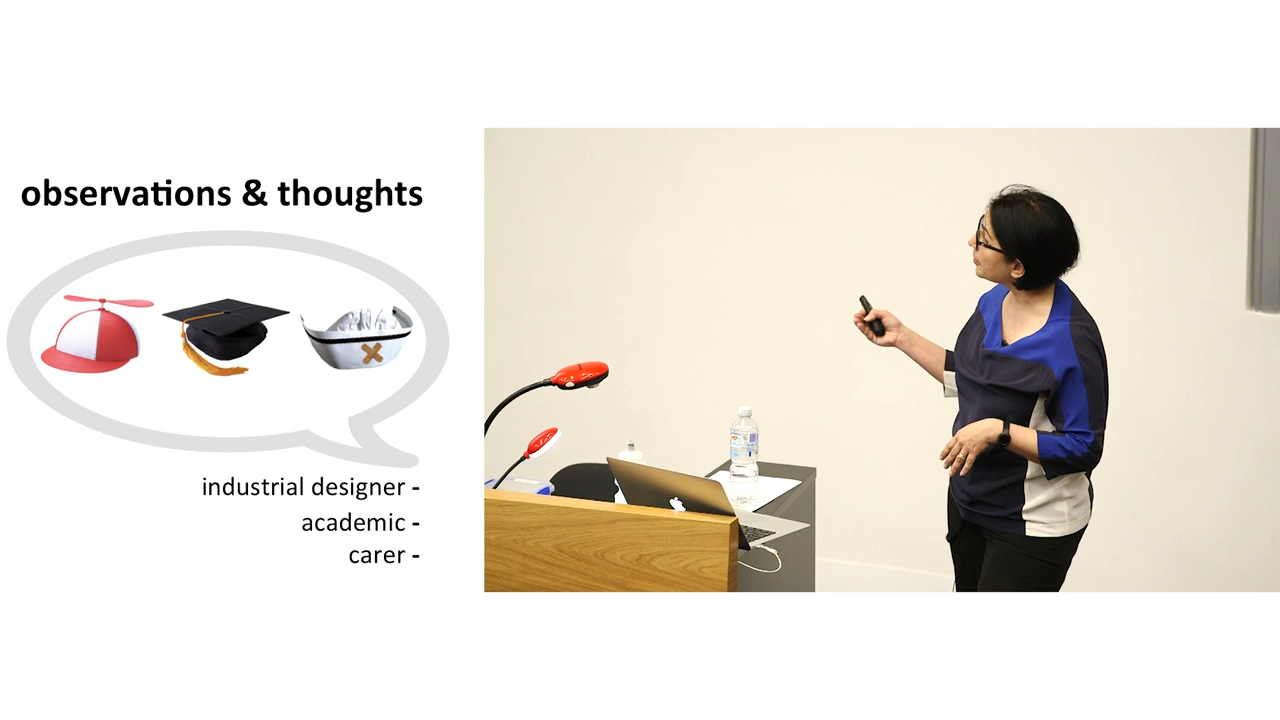 observations & thoughts
industrial designer -
academic -
carer -